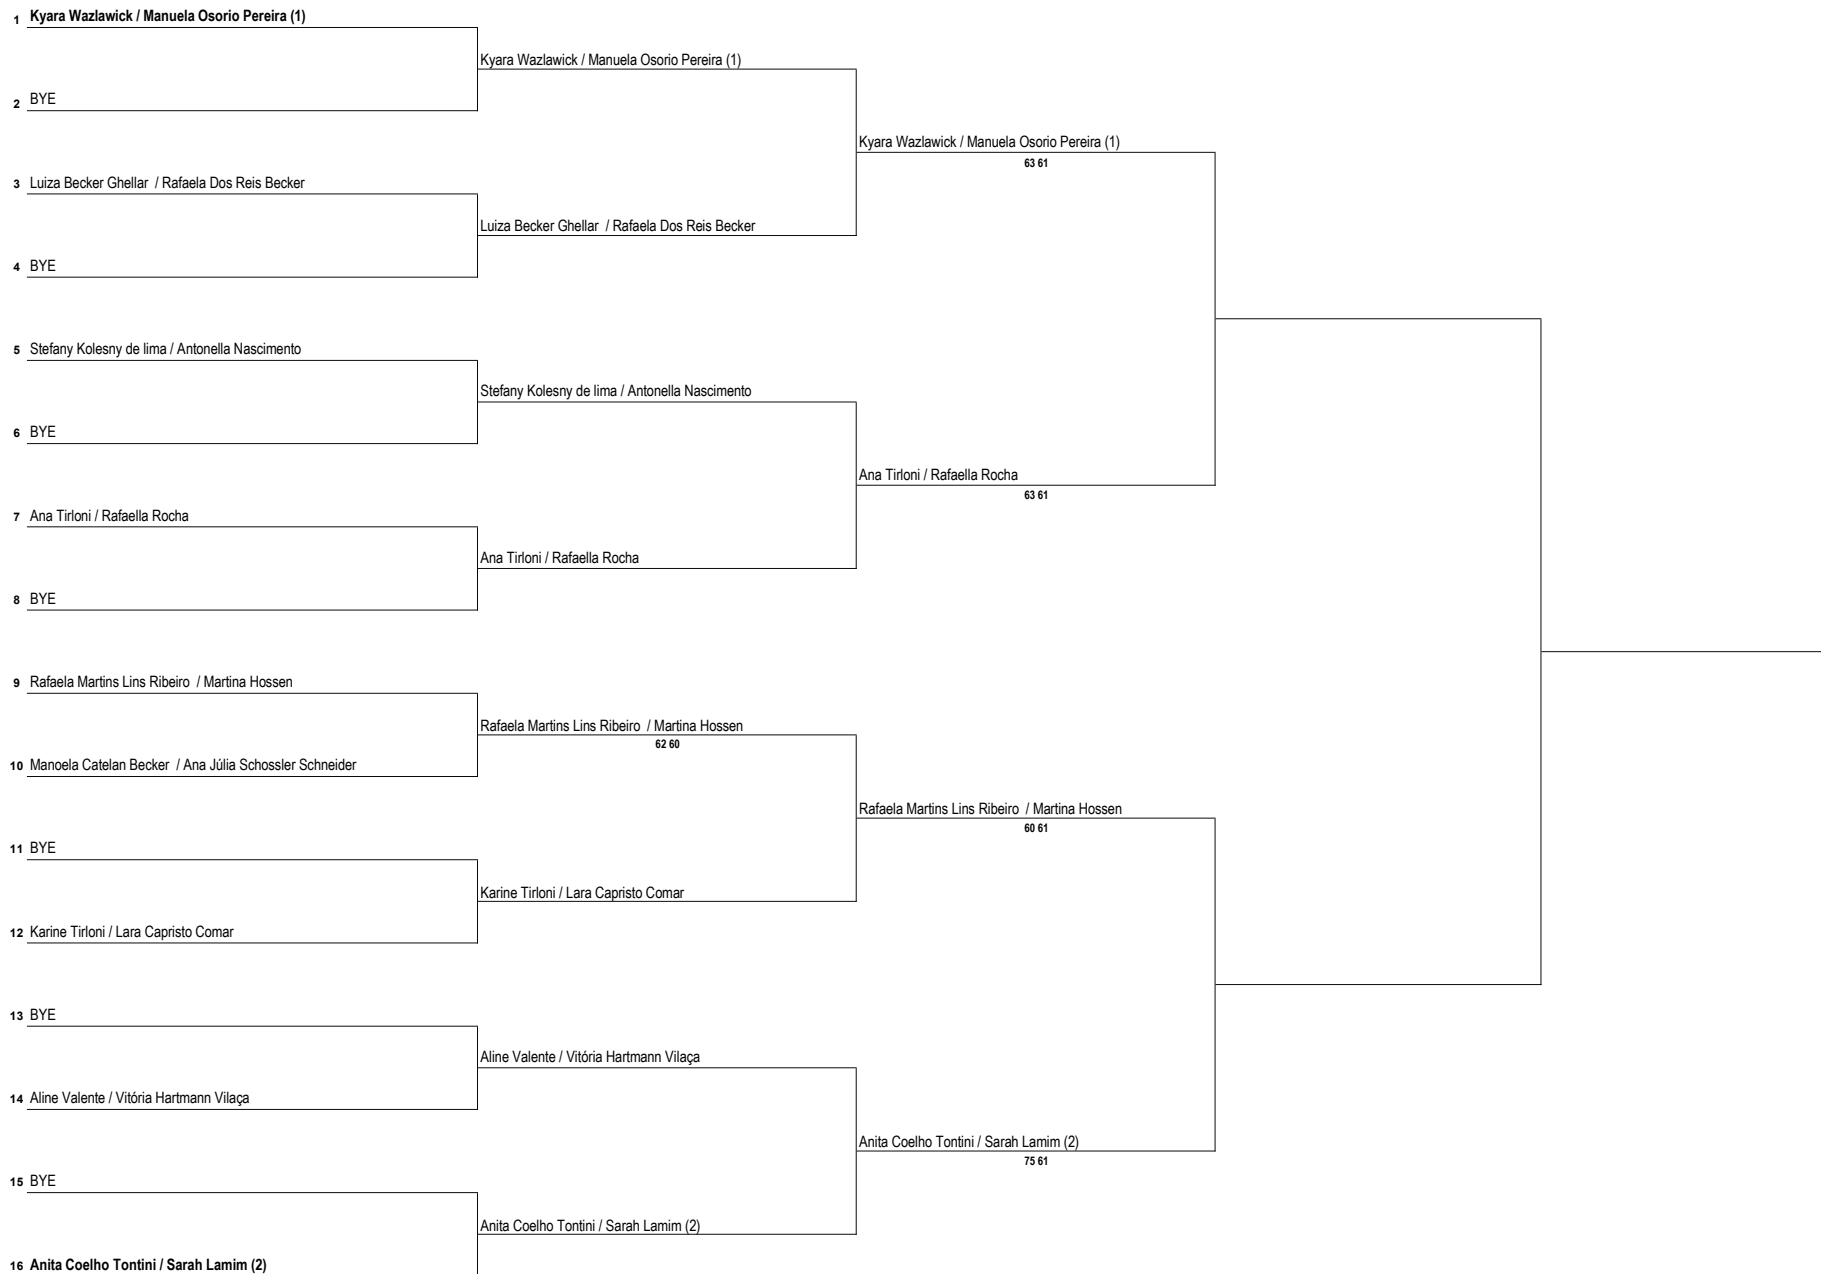 1 Kyara Wazlawick / Manuela Osorio Pereira (1)
Kyara Wazlawick / Manuela Osorio Pereira (1)
2 BYE
Kyara Wazlawick / Manuela Osorio Pereira (1)
63 61
3 Luiza Becker Ghellar / Rafaela Dos Reis Becker
Luiza Becker Ghellar / Rafaela Dos Reis Becker
4 BYE
5 Stefany Kolesny de lima / Antonella Nascimento
Stefany Kolesny de lima / Antonella Nascimento
6 BYE
Ana Tirloni / Rafaella Rocha
63 61
7 Ana Tirloni / Rafaella Rocha
Ana Tirloni / Rafaella Rocha
8 BYE
9 Rafaela Martins Lins Ribeiro / Martina Hossen
Rafaela Martins Lins Ribeiro / Martina Hossen
62 60
10 Manoela Catelan Becker / Ana Júlia Schossler Schneider
Rafaela Martins Lins Ribeiro / Martina Hossen
60 61
11 BYE
Karine Tirloni / Lara Capristo Comar
12 Karine Tirloni / Lara Capristo Comar
13 BYE
Aline Valente / Vitória Hartmann Vilaça
14 Aline Valente / Vitória Hartmann Vilaça
Anita Coelho Tontini / Sarah Lamim (2)
75 61
15 BYE
Anita Coelho Tontini / Sarah Lamim (2)
16 Anita Coelho Tontini / Sarah Lamim (2)